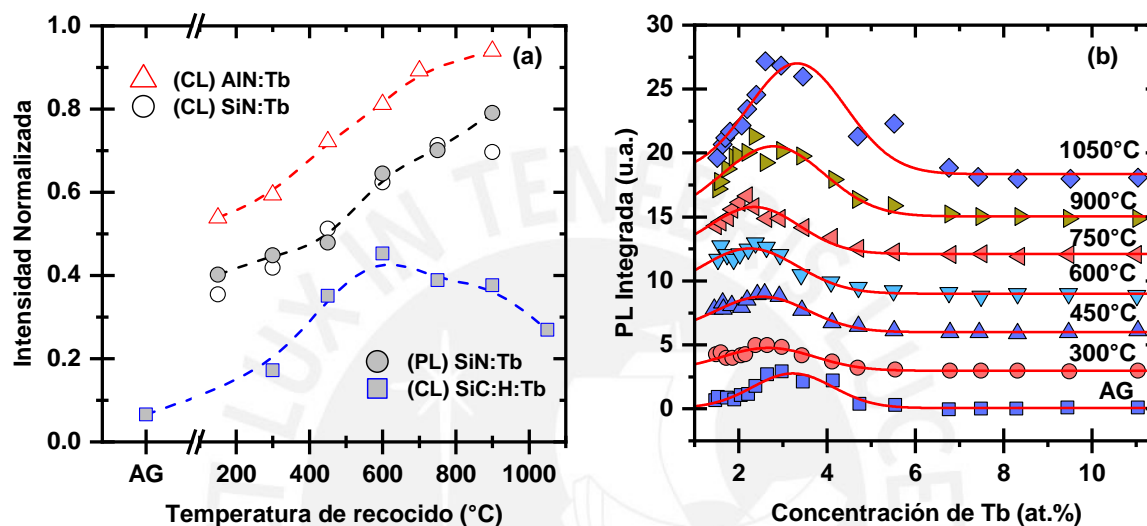 1.0
0.8
0.6
0.4
0.2
0.0
Intensidad Normalizada
(a)
(CL) AlN:Tb
(CL) SiN:Tb
(PL) SiN:Tb
(CL) SiC:H:Tb
AG 200 400 600 800 1000
Temperatura de recocido (°C)
30
25
20
15
10
5
0
PL Integrada (u.a.)
(b)
1050°C
900°C
750°C
600°C
450°C
300°C
AG
2 4 6 8 10
Concentración de Tb (at.%)